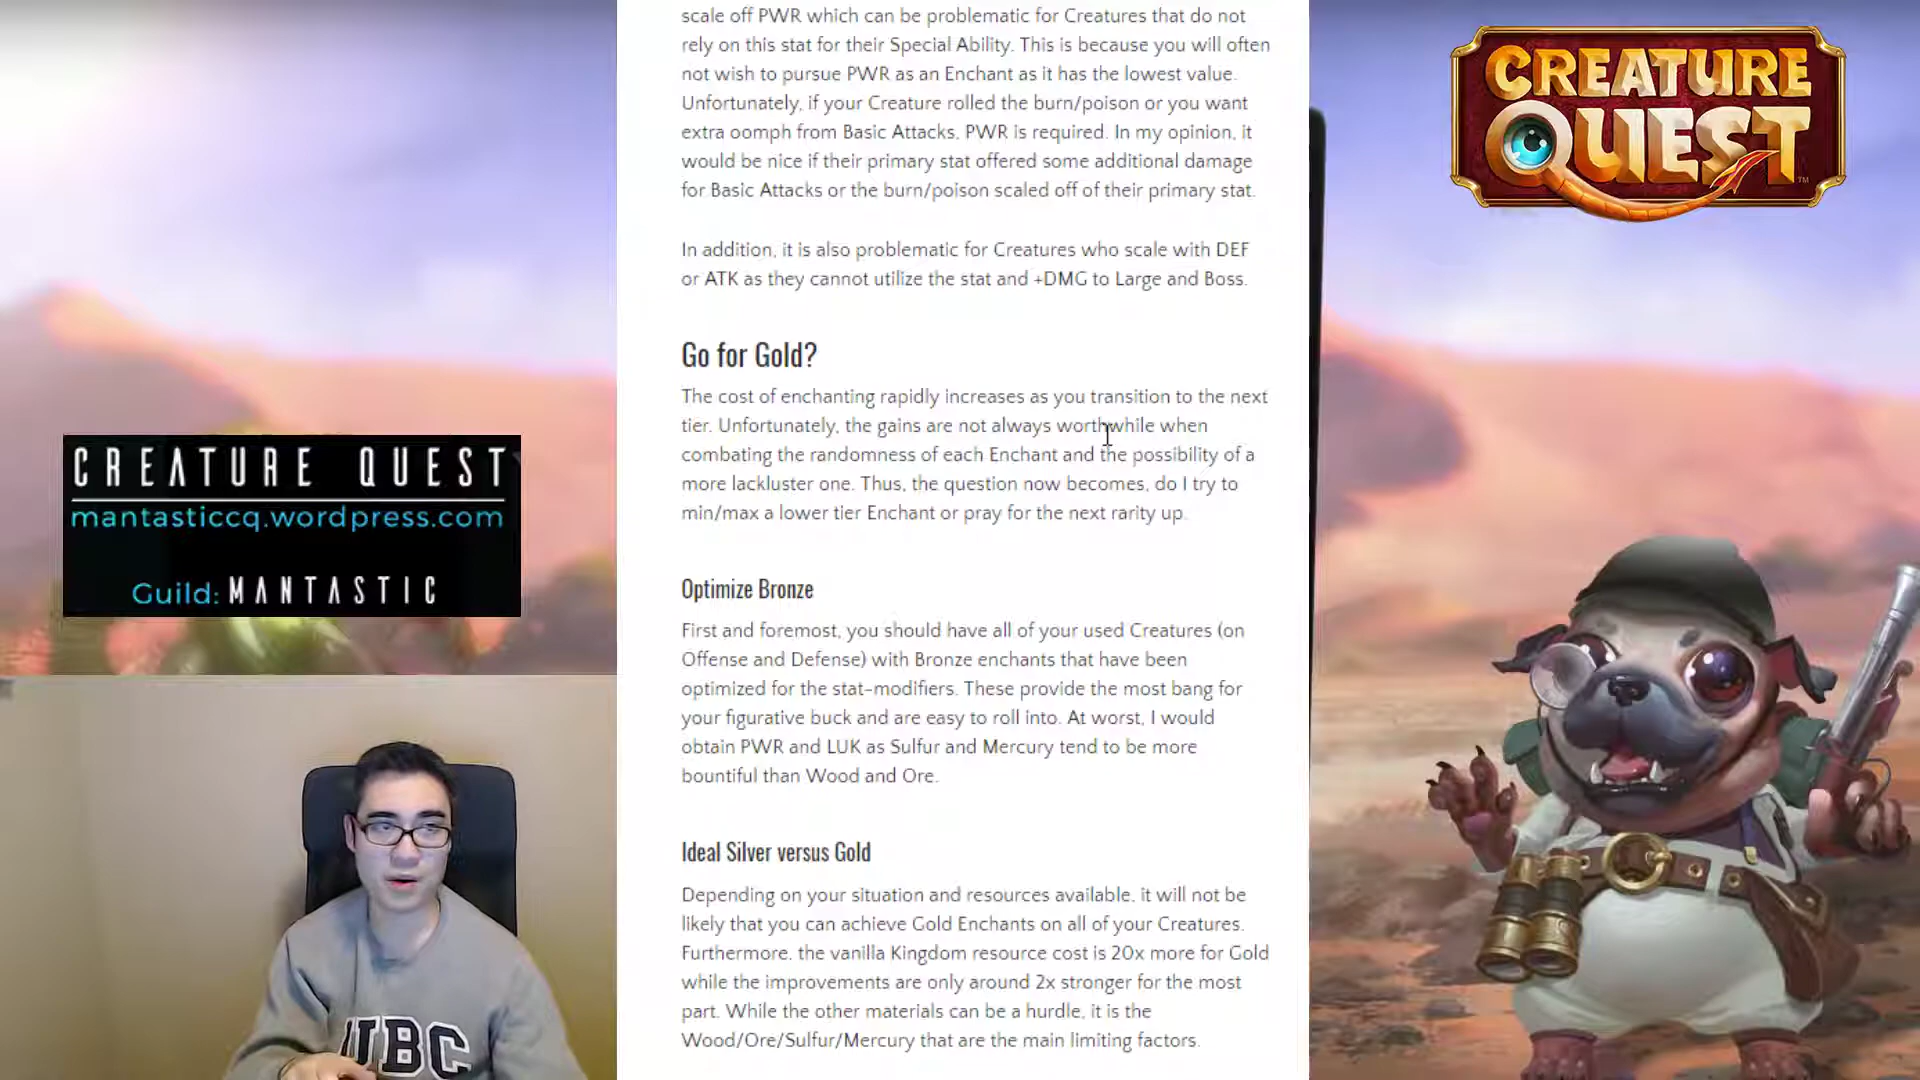 scale off PWR which can be problematic for Creatures that do not
rely on this stat for their Special Ability. This is because you will often
not wish to pursue PWR as an Enchant as it has the lowest value.
Unfortunately, if your Creature rolled the burn/poison or you want
extra oomph from Basic Attacks, PWR is required. In my opinion, it
would be nice if their primary stat offered some additional damage
for Basic Attacks or the burn/poison scaled off of their primary stat.
In addition, it is also problematic for Creatures who scale with DEF
or ATK as they cannot utilize the stat and +DMG to Large and Boss.
Go for Gold?
The cost of enchanting rapidly increases as you transition to the next
tier. Unfortunately, the gains are not always worthwhile when
combating the randomness of each Enchant and the possibility of a
more lackluster one. Thus, the question now becomes, do I try to
min/max a lower tier Enchant or pray for the next rarity up.
Optimize Bronze
First and foremost, you should have all of your used Creatures (on
Offense and Defense) with Bronze enchants that have been
optimized for the stat-modifiers. These provide the most bang for
your figurative buck and are easy to roll into. At worst, I would
obtain PWR and LUK as Sulfur and Mercury tend to be more
bountiful than Wood and Ore.
Ideal Silver versus Gold
Depending on your situation and resources available, it will not be
likely that you can achieve Gold Enchants on all of your Creatures.
Furthermore, the vanilla Kingdom resource cost is 20x more for Gold
while the improvements are only around 2x stronger for the most
part. While the other materials can be a hurdle, it is the
Wood/Ore/Sulfur/Mercury that are the main limiting factors.
CREATURE QUEST
mantasticcq.wordpress.com
Guild: MANTASTIC
UBC
CREATURE
QUEST
TM